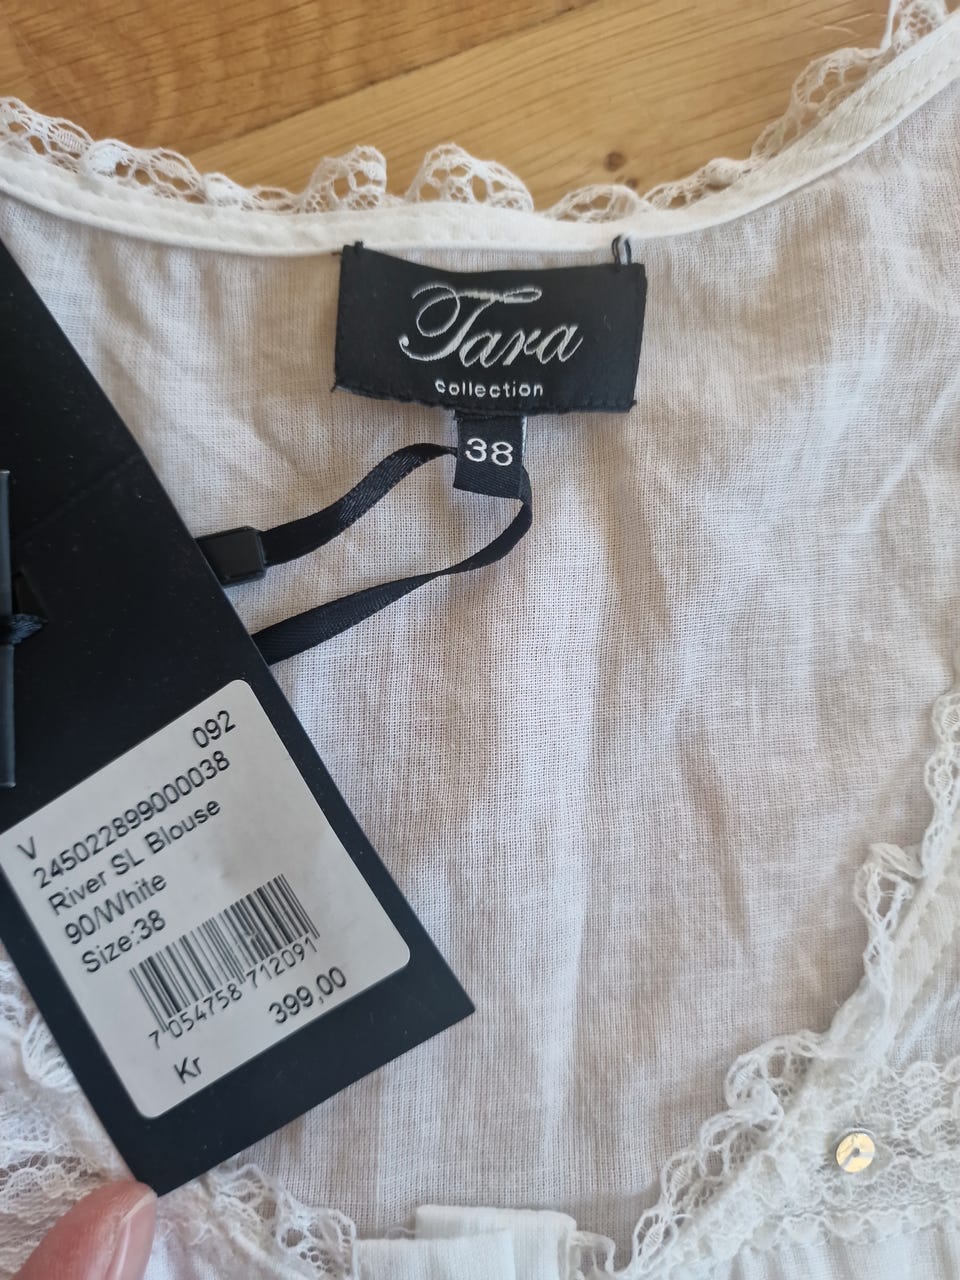 Tara
collection
38
092
V
245022899000038
River SL Blouse
90/White
Size:38
7 054758 712091
399,00
Kr